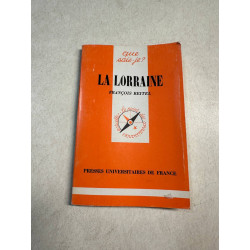 que
sais-je?
LA LORRAINE
FRANÇOIS REITEL
PRESSES UNIVERSITAIRES DE FRANCE